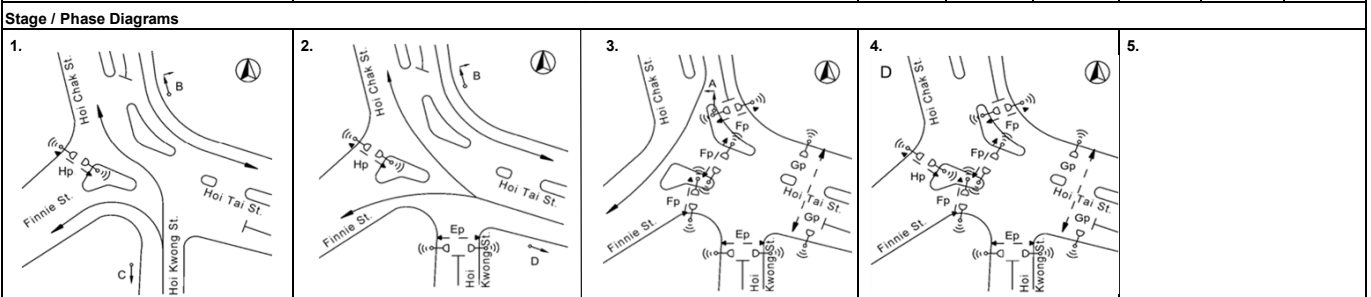 Stage / Phase Diagrams
1.
Hoi Chak St.
B
Hp
Finnie St.
Hoi Tai St.
C
Hoi Kwong St.
2.
Hoi Chak St.
B
Hp
Hoi Tai St.
Finnie St.
Ep
D
Hoi
Kwong St.
3.
Hoi Chak St.
A
Fp
Fp
Gp
Hoi Tai St.
Fp
Gp
Finnie St.
Ep
Hoi
Kwong St.
4.
D
Hoi Chak St.
Fp
Fp
Gp
Hp
Hoi Tai St.
Fp
Gp
Finnie St.
Ep
Hoi
Kwong St.
5.